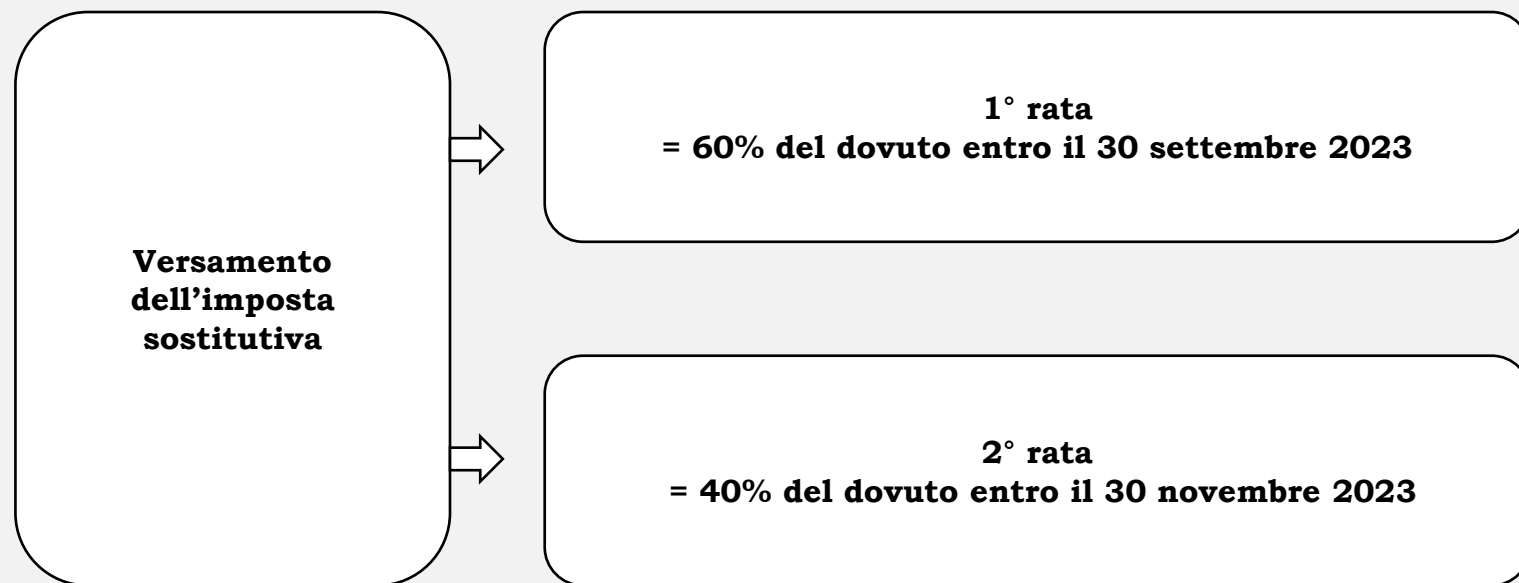 Versamento
dell’imposta
sostitutiva
1° rata
= 60% del dovuto entro il 30 settembre 2023
2° rata
= 40% del dovuto entro il 30 novembre 2023